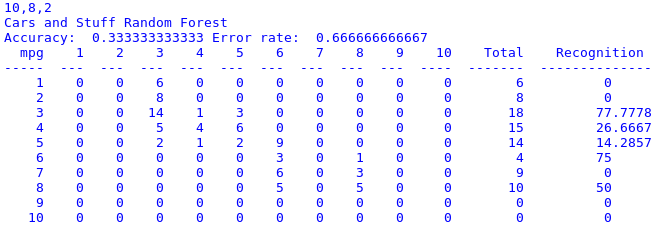 10,8,2
Cars and Stuff Random Forest
Accuracy:  0.333333333333 Error rate:  0.666666666667
  mpg    1    2    3    4    5    6    7    8    9    10    Total    Recognition
-----  ---  ---  ---  ---  ---  ---  ---  ---  ---  ----  -------  -------------
    1    0    0    6    0    0    0    0    0    0     0        6         0
    2    0    0    8    0    0    0    0    0    0     0        8         0
    3    0    0   14    1    3    0    0    0    0     0       18        77.7778
    4    0    0    5    4    6    0    0    0    0     0       15        26.6667
    5    0    0    2    1    2    9    0    0    0     0       14        14.2857
    6    0    0    0    0    0    3    0    1    0     0        4        75
    7    0    0    0    0    0    6    0    3    0     0        9         0
    8    0    0    0    0    0    5    0    5    0     0       10        50
    9    0    0    0    0    0    0    0    0    0     0        0         0
   10    0    0    0    0    0    0    0    0    0     0        0         0